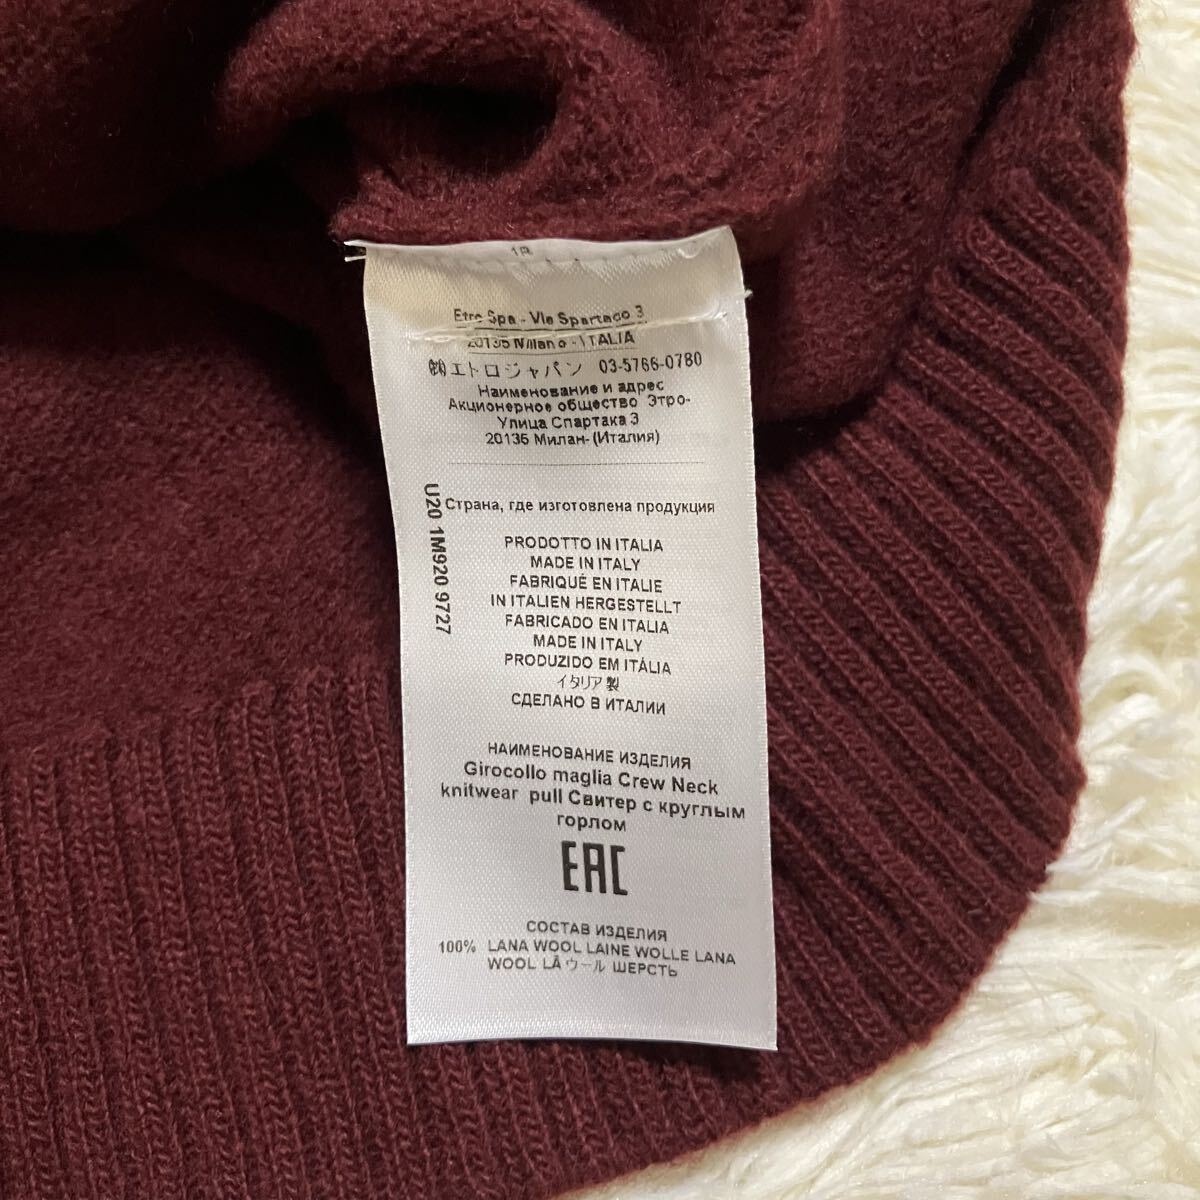 Etro Spa - Via Spartaco 3
20135 Milano - ITALIA
㈱エトロジャパン 03-5766-0780
Наименование и адрес
Акционерное общество Этро-
Улица Спартака 3
20135 Милан- (Италия)
Страна, где изготовлена продукция
U20 1M920 9727
PRODOTTO IN ITALIA
MADE IN ITALY
FABRIQUÉ EN ITALIE
IN ITALIEN HERGESTELLT
FABRICADO EN ITALIA
MADE IN ITALY
PRODUZIDO EM ITÁLIA
イタリア製
СДЕЛАНО В ИТАЛИИ
НАИМЕНОВАНИЕ ИЗДЕЛИЯ
Girocollo maglia Crew Neck
knitwear pull Свитер с круглым
горлом
EAC
СОСТАВ ИЗДЕЛИЯ
100% LANA WOOL LAINE WOLLE LANA
WOOL LÃ ウール ШЕРСТЬ